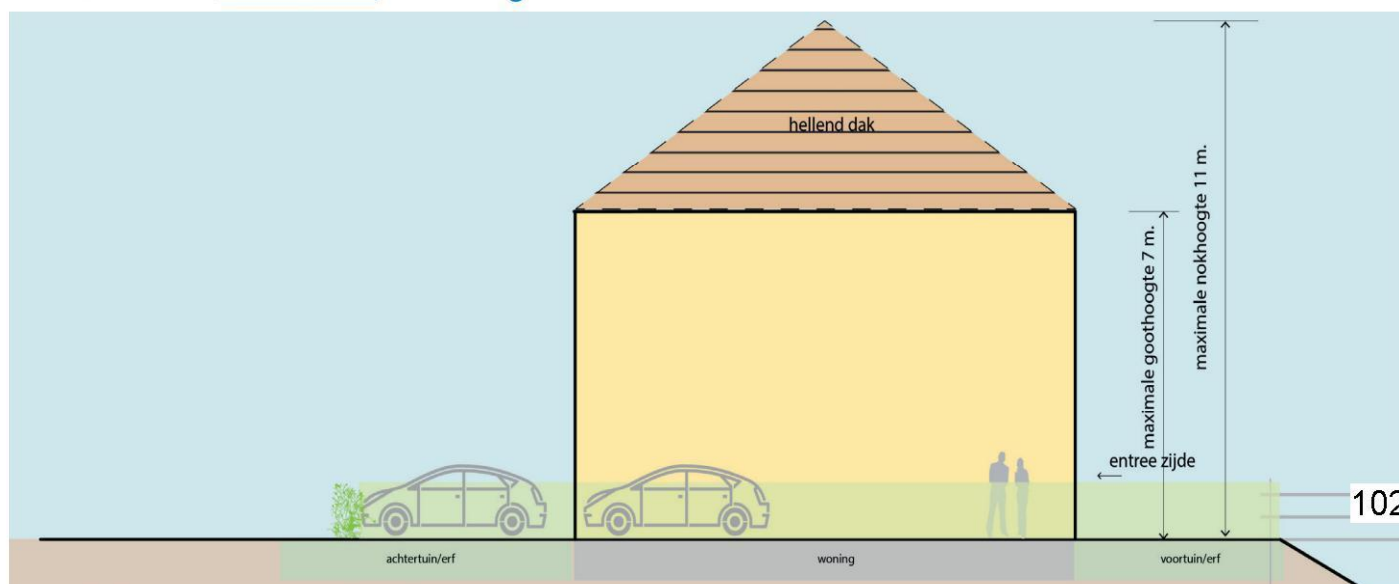 hellend dak
maximale nokhoogte 11 m.
maximale goothoogte 7 m.
entree zijde
102
achtertuin/erf
woning
voortuin/erf